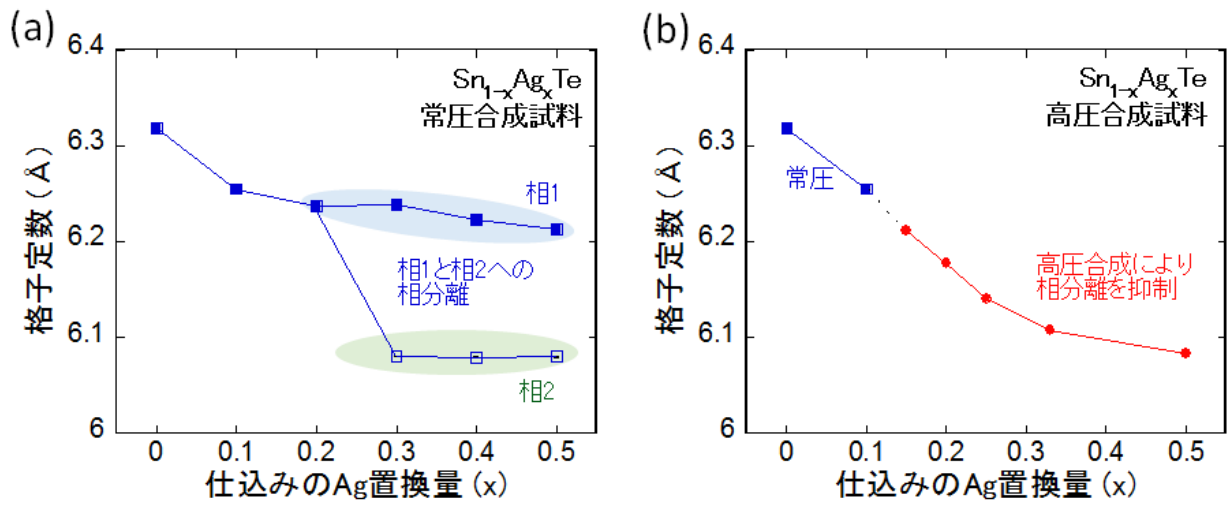 (a)
6.4
6.3
6.2
6.1
6
格子定数 (Å)
Sn1-xAgxTe
常圧合成試料
相1
相1と相2への
相分離
相2
0 0.1 0.2 0.3 0.4 0.5
仕込みのAg置換量 (x)
(b)
6.4
6.3
6.2
6.1
6
格子定数 (Å)
Sn1-xAgxTe
高圧合成試料
常圧
高圧合成により
相分離を抑制
0 0.1 0.2 0.3 0.4 0.5
仕込みのAg置換量 (x)